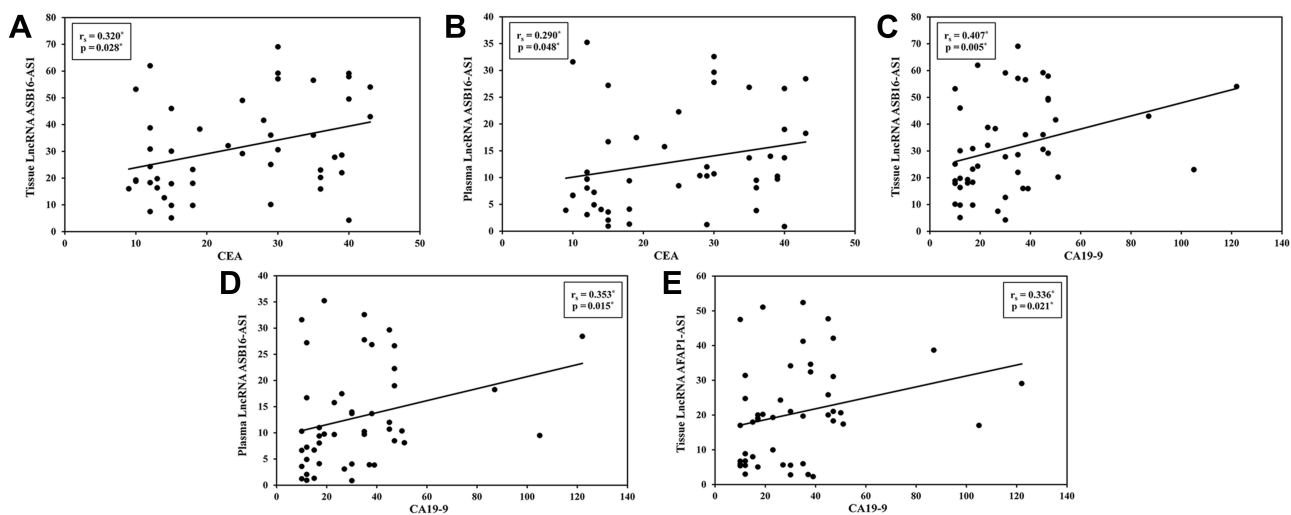 A
r_s = 0.320*
p = 0.028*
Tissue LncRNA ASB16-AS1
80
70
60
50
40
30
20
10
0
0 10 20 30 40 50
CEA
B
r_s = 0.290*
p = 0.048*
Plasma LncRNA ASB16-AS1
40
35
30
25
20
15
10
5
0
0 10 20 30 40 50
CEA
C
r_s = 0.407*
p = 0.005*
Tissue LncRNA ASB16-AS1
80
70
60
50
40
30
20
10
0
0 20 40 60 80 100 120 140
CA19-9
D
r_s = 0.353*
p = 0.015*
Plasma LncRNA ASB16-AS1
40
35
30
25
20
15
10
5
0
0 20 40 60 80 100 120 140
CA19-9
E
r_s = 0.336*
p = 0.021*
Tissue LncRNA AFAP1-AS1
60
50
40
30
20
10
0
0 20 40 60 80 100 120 140
CA19-9